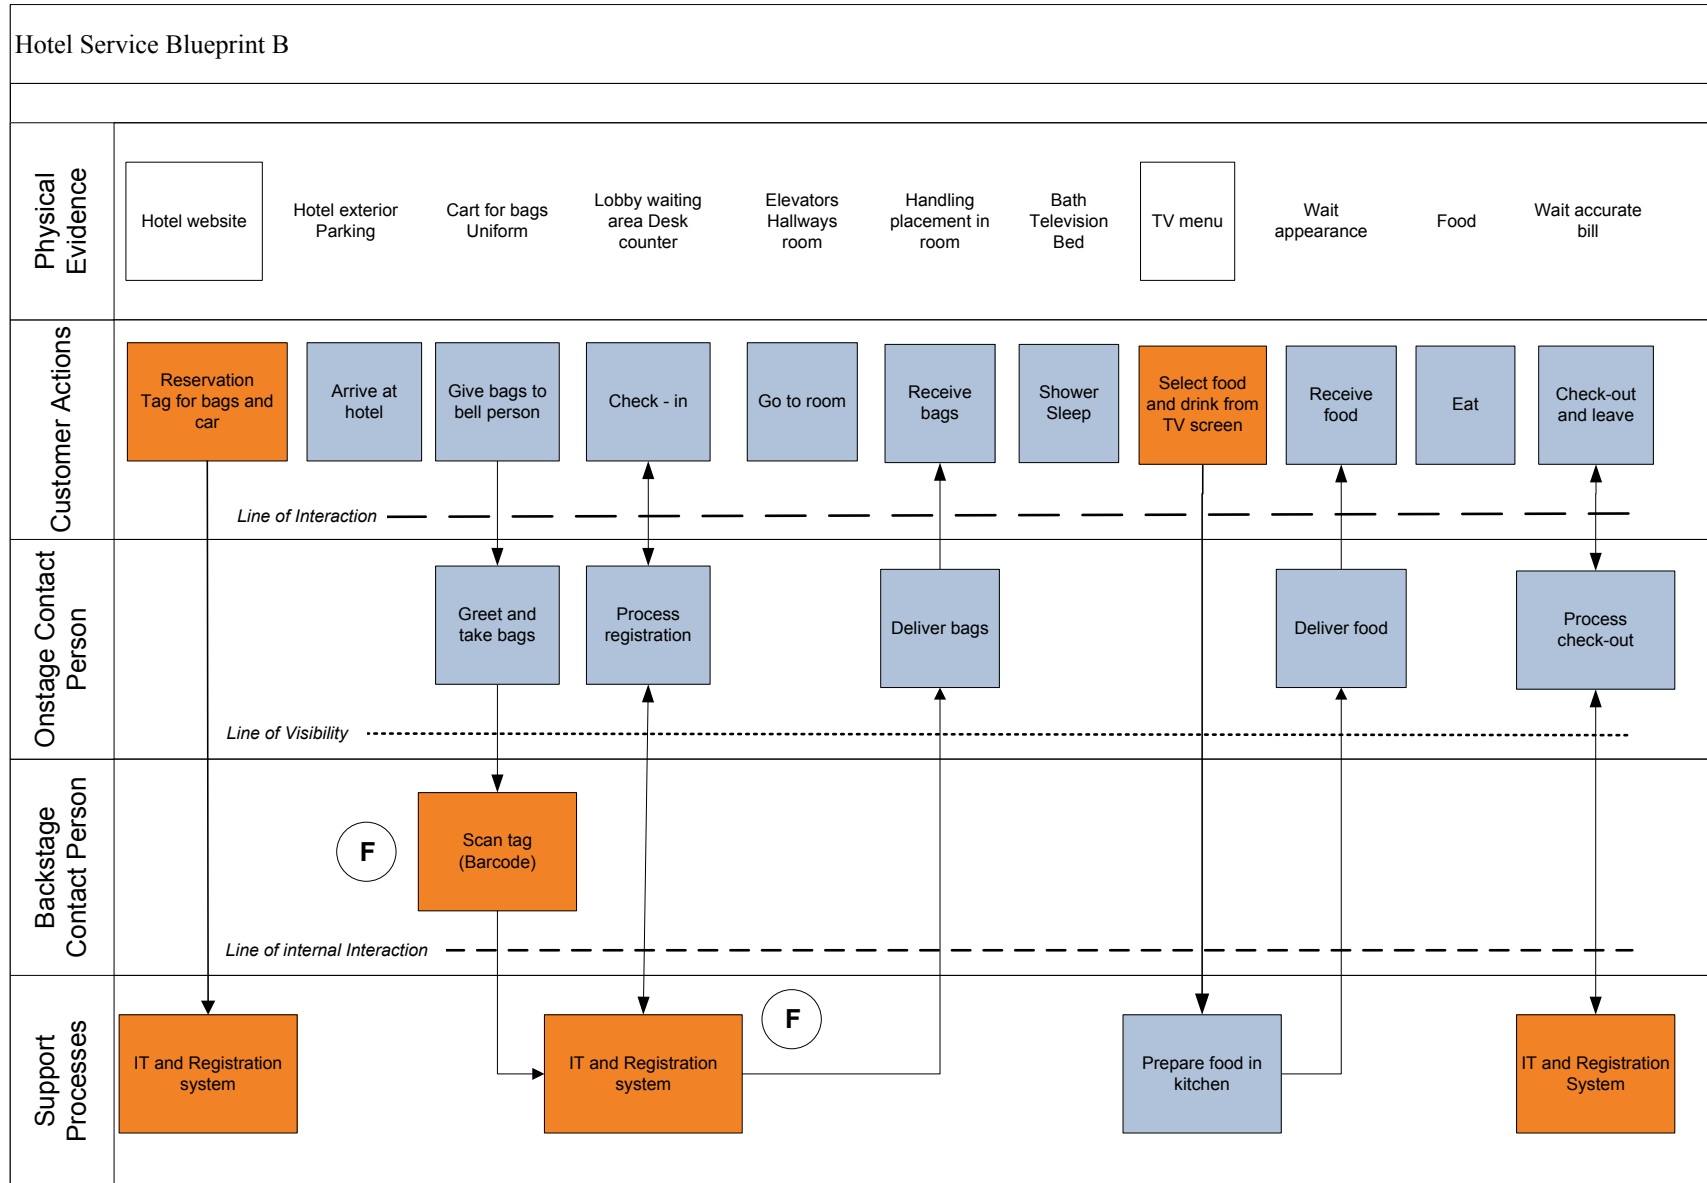 Hotel Service Blueprint B
Physical
Evidence
Hotel website
Hotel exterior
Parking
Cart for bags
Uniform
Lobby waiting
area Desk
counter
Elevators
Hallways
room
Handling
placement in
room
Bath
Television
Bed
TV menu
Wait
appearance
Food
Wait accurate
bill
Customer Actions
Reservation
Tag for bags and
car
Arrive at
hotel
Give bags to
bell person
Check - in
Go to room
Receive
bags
Shower
Sleep
Select food
and drink from
TV screen
Receive
food
Eat
Check-out
and leave
Line of Interaction
Onstage Contact
Person
Greet and
take bags
Process
registration
Deliver bags
Deliver food
Process
check-out
Line of Visibility
Backstage
Contact Person
F
Scan tag
(Barcode)
Line of internal Interaction
Support
Processes
IT and Registration
system
IT and Registration
system
F
Prepare food in
kitchen
IT and Registration
System